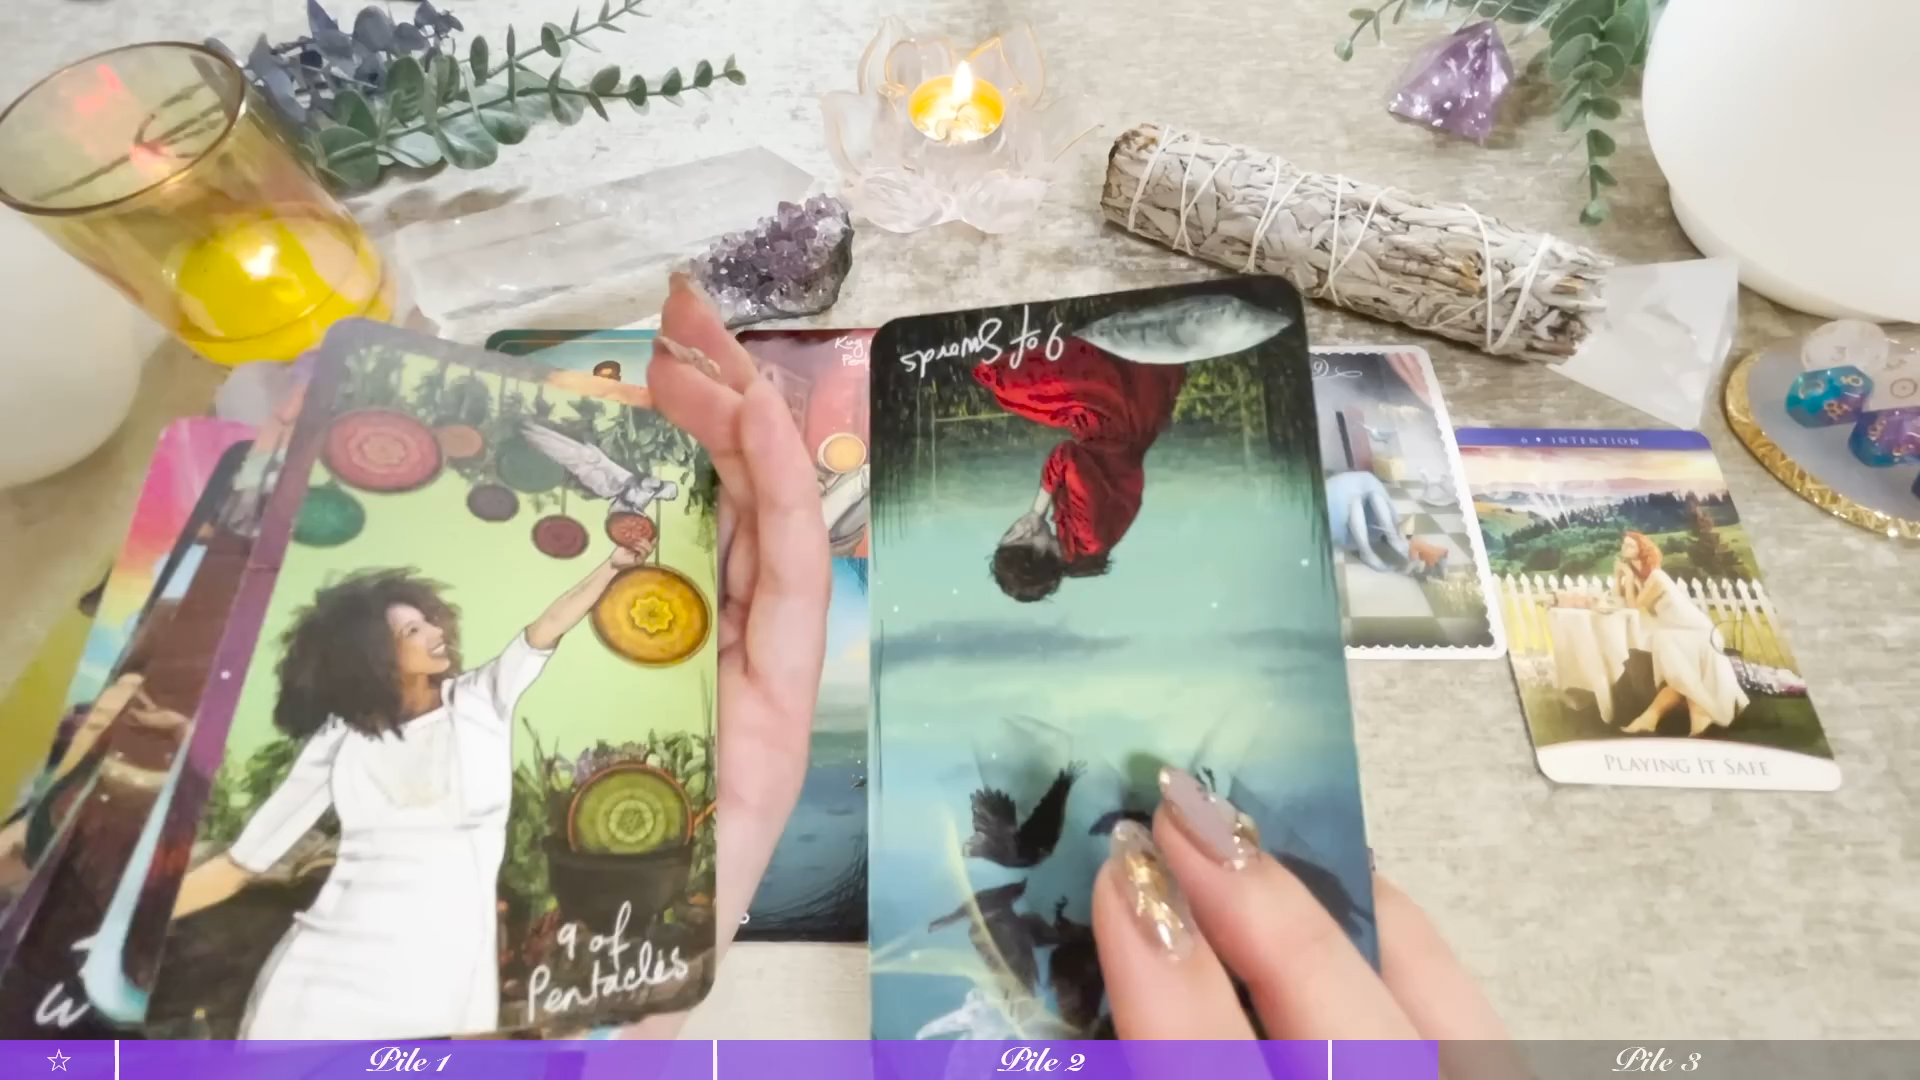 9 of Swords
6 • INTENTION
PLAYING IT SAFE
9 of
Pentacles
☆
Pile 1
Pile 2
Pile 3